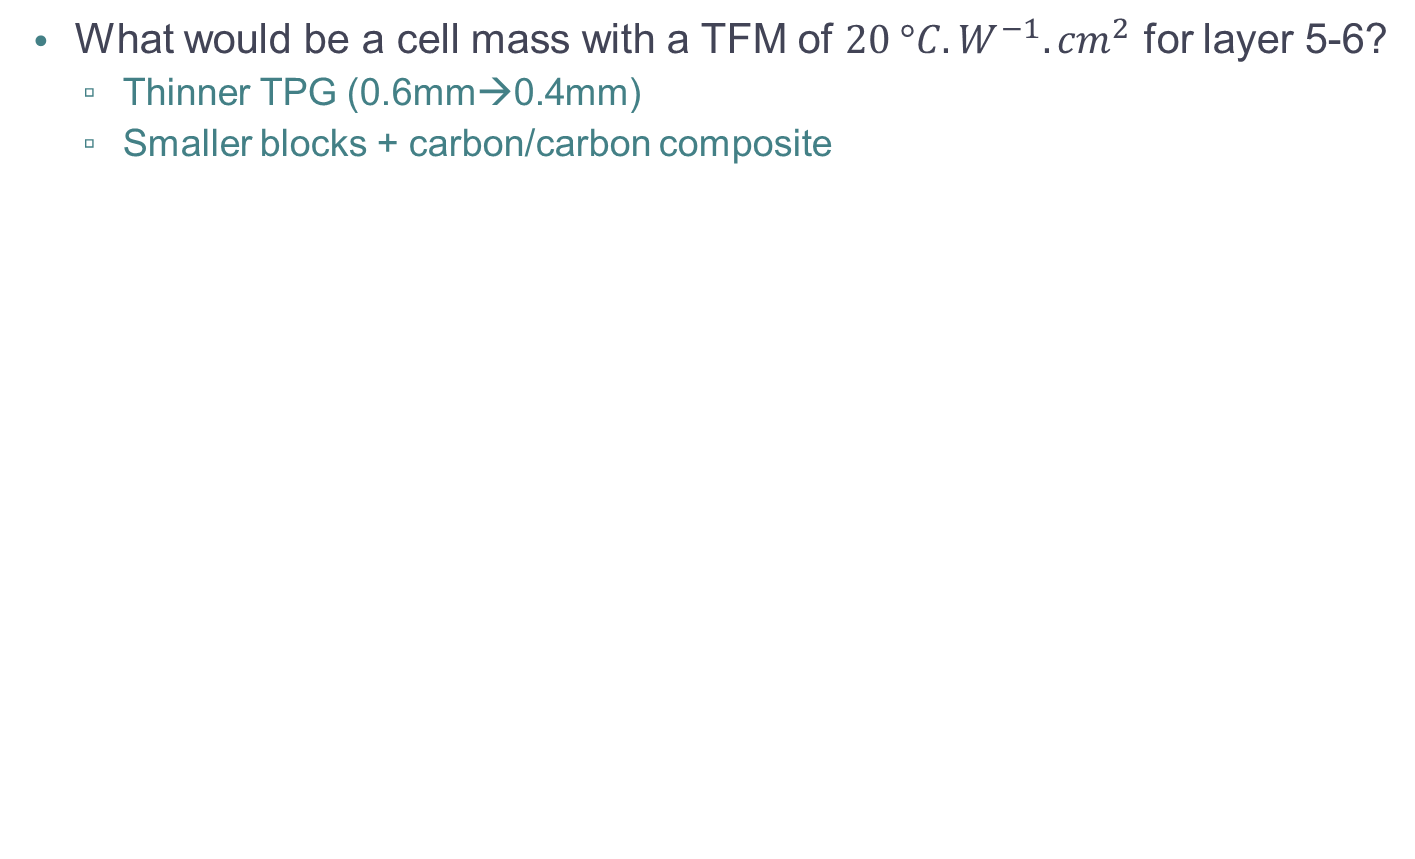 • What would be a cell mass with a TFM of 20 °C.W⁻¹.cm² for layer 5-6?
▫ Thinner TPG (0.6mm→0.4mm)
▫ Smaller blocks + carbon/carbon composite